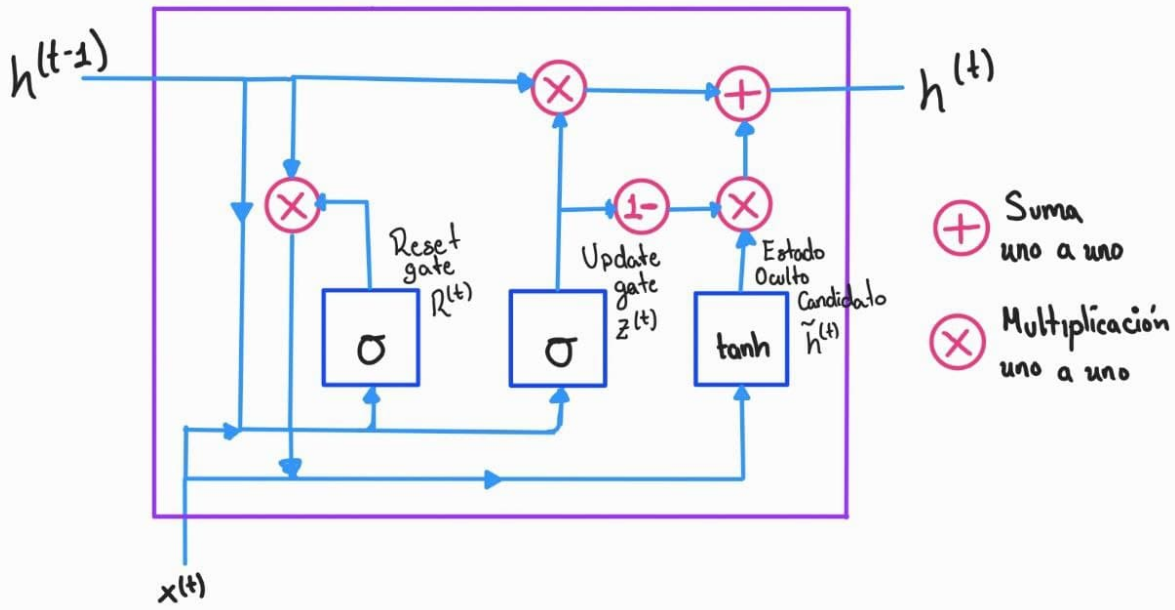 h^(t-1)
×
+
h^(t)
×
1-
×
+ Suma
uno a uno
Reset
gate
R^(t)
Update
gate
z^(t)
Estado
Oculto
Candidato
h̃^(t)
σ
σ
tanh
× Multiplicación
uno a uno
x^(t)